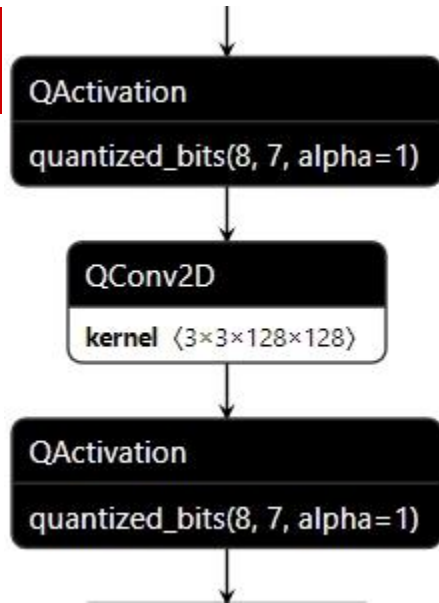 QActivation
quantized_bits(8, 7, alpha=1)
QConv2D
kernel 〈3×3×128×128〉
QActivation
quantized_bits(8, 7, alpha=1)